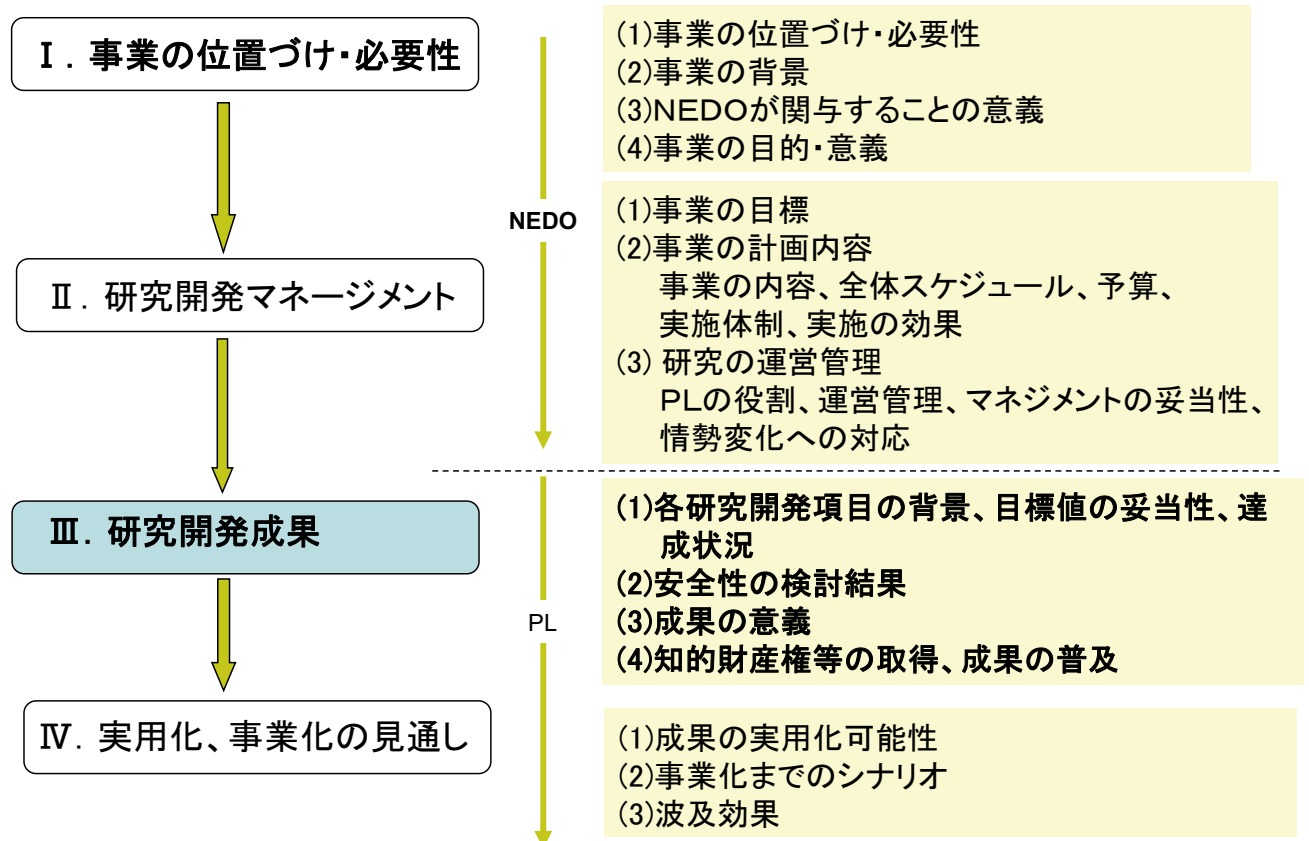 Ⅰ．事業の位置づけ・必要性
(1)事業の位置づけ・必要性
(2)事業の背景
(3)NEDOが関与することの意義
(4)事業の目的・意義
NEDO
Ⅱ．研究開発マネージメント
(1)事業の目標
(2)事業の計画内容
事業の内容、全体スケジュール、予算、
実施体制、実施の効果
(3) 研究の運営管理
PLの役割、運営管理、マネジメントの妥当性、
情勢変化への対応
Ⅲ．研究開発成果
(1)各研究開発項目の背景、目標値の妥当性、達
成状況
(2)安全性の検討結果
(3)成果の意義
(4)知的財産権等の取得、成果の普及
PL
Ⅳ．実用化、事業化の見通し
(1)成果の実用化可能性
(2)事業化までのシナリオ
(3)波及効果